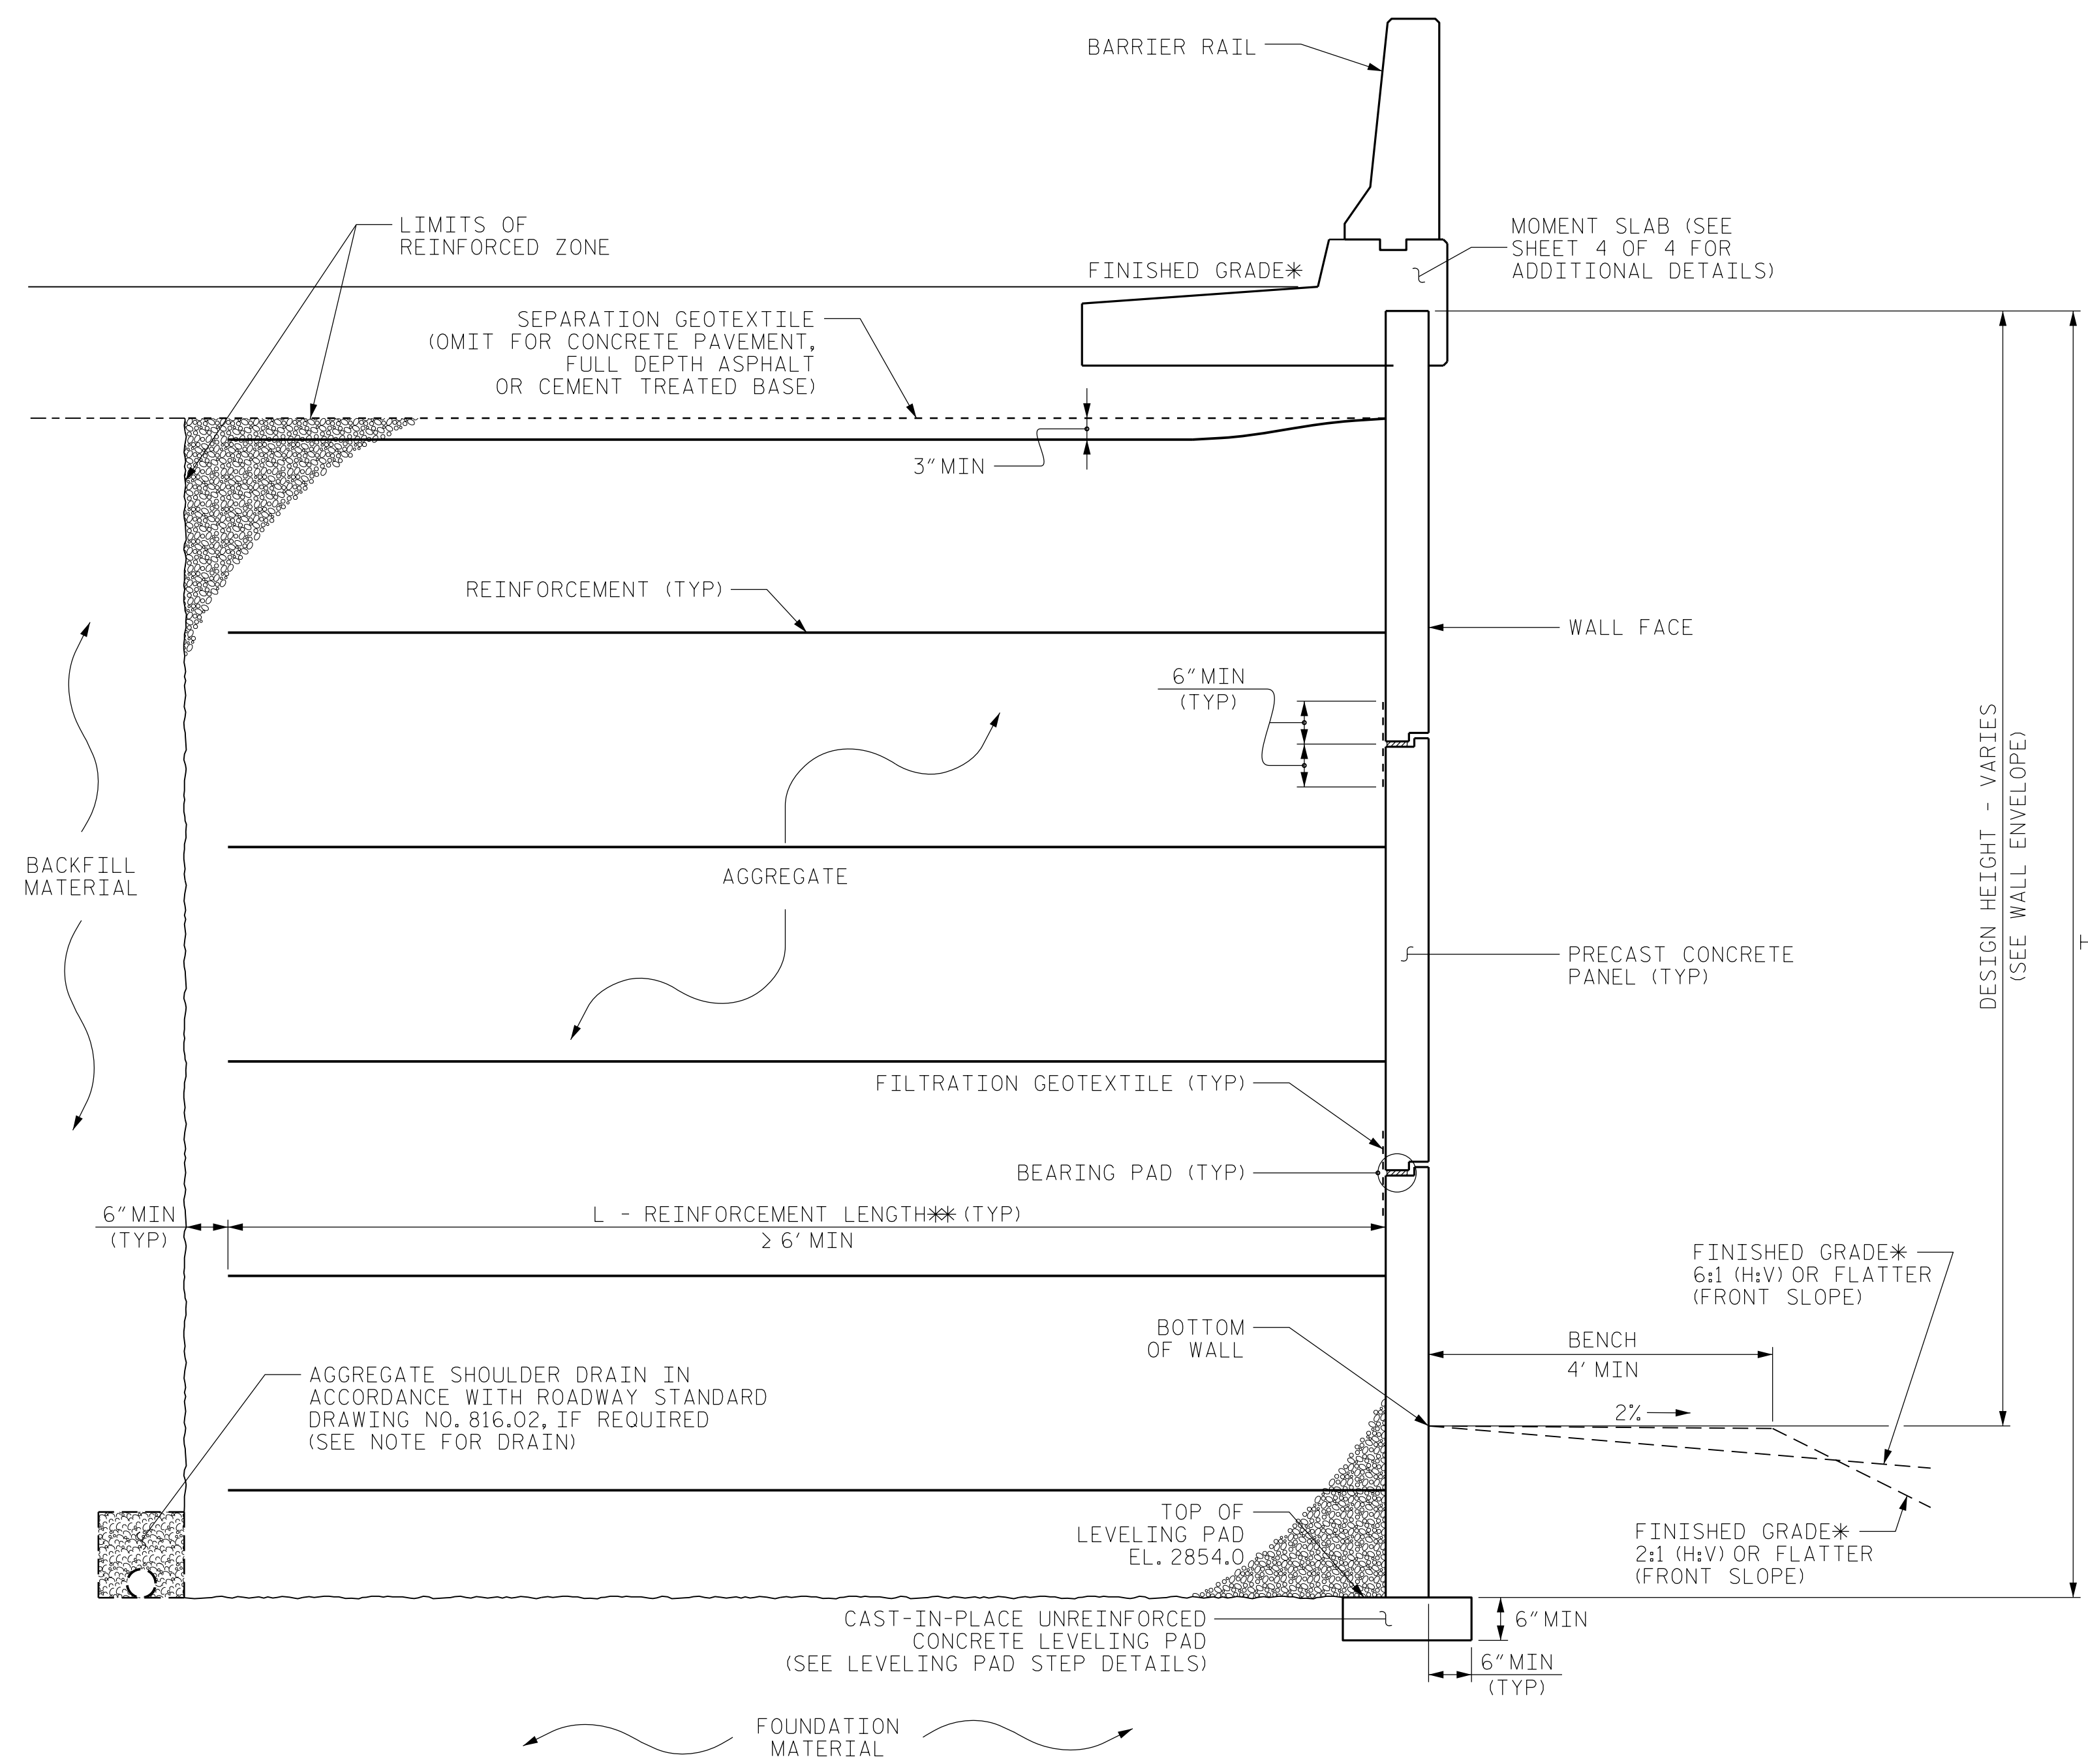 BARRIER RAIL
LIMITS OF
REINFORCED ZONE
MOMENT SLAB (SEE
SHEET 4 OF 4 FOR
ADDITIONAL DETAILS)
FINISHED GRADE*
SEPARATION GEOTEXTILE
(OMIT FOR CONCRETE PAVEMENT,
FULL DEPTH ASPHALT
OR CEMENT TREATED BASE)
3" MIN
REINFORCEMENT (TYP)
WALL FACE
6" MIN
(TYP)
BACKFILL
MATERIAL
AGGREGATE
DESIGN HEIGHT - VARIES
(SEE WALL ENVELOPE)
H
PRECAST CONCRETE
PANEL (TYP)
FILTRATION GEOTEXTILE (TYP)
BEARING PAD (TYP)
6" MIN
(TYP)
L - REINFORCEMENT LENGTH** (TYP)
≥ 6' MIN
FINISHED GRADE*
6:1 (H:V) OR FLATTER
(FRONT SLOPE)
BOTTOM
OF WALL
BENCH
4' MIN
2%
AGGREGATE SHOULDER DRAIN IN
ACCORDANCE WITH ROADWAY STANDARD
DRAWING NO. 816.02, IF REQUIRED
(SEE NOTE FOR DRAIN)
TOP OF
LEVELING PAD
EL. 2854.0
FINISHED GRADE*
2:1 (H:V) OR FLATTER
(FRONT SLOPE)
CAST-IN-PLACE UNREINFORCED
CONCRETE LEVELING PAD
(SEE LEVELING PAD STEP DETAILS)
6" MIN
6" MIN
(TYP)
FOUNDATION
MATERIAL